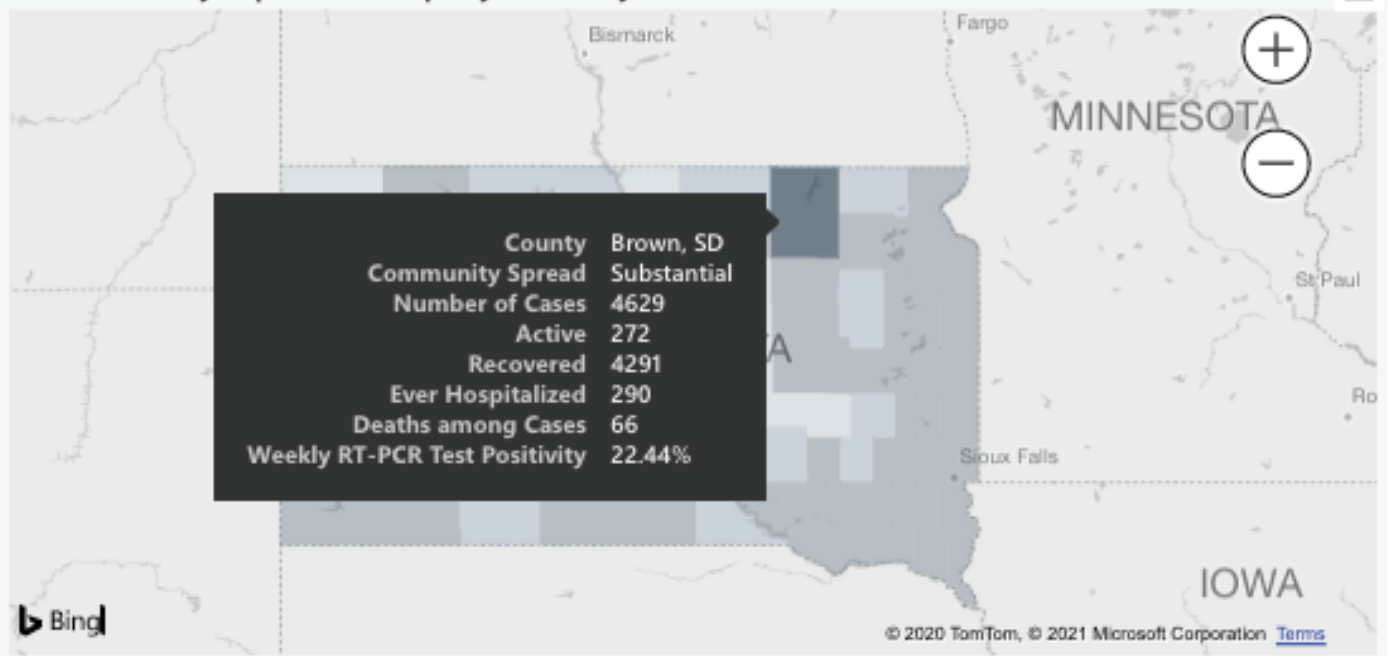 Fargo
Bismarck
MINNESOTA
County Brown, SD
Community Spread Substantial
Number of Cases 4629
Active 272
Recovered 4291
Ever Hospitalized 290
Deaths among Cases 66
Weekly RT-PCR Test Positivity 22.44%
St Paul
A
Ro
Sioux Falls
IOWA
Bing
© 2020 TomTom, © 2021 Microsoft Corporation Terms